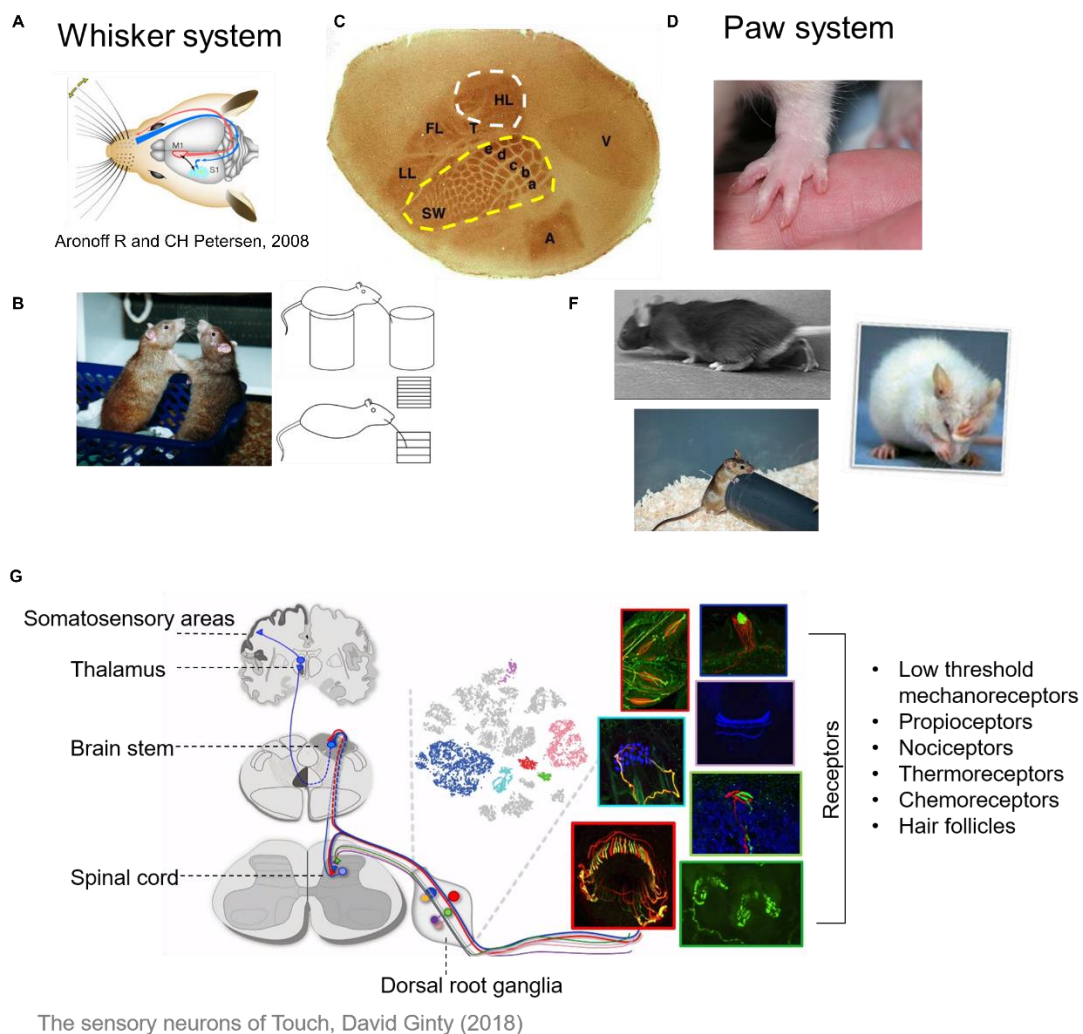 A
Whisker system
M1
S1
Aronoff R and CH Petersen, 2008
C
HL
FL
T
V
e
d
c
b
a
LL
SW
A
D
Paw system
B
F
G
Somatosensory areas
Thalamus
Brain stem
Spinal cord
Dorsal root ganglia
Receptors
• Low threshold
mechanoreceptors
• Propioceptors
• Nociceptors
• Thermoreceptors
• Chemoreceptors
• Hair follicles
The sensory neurons of Touch, David Ginty (2018)